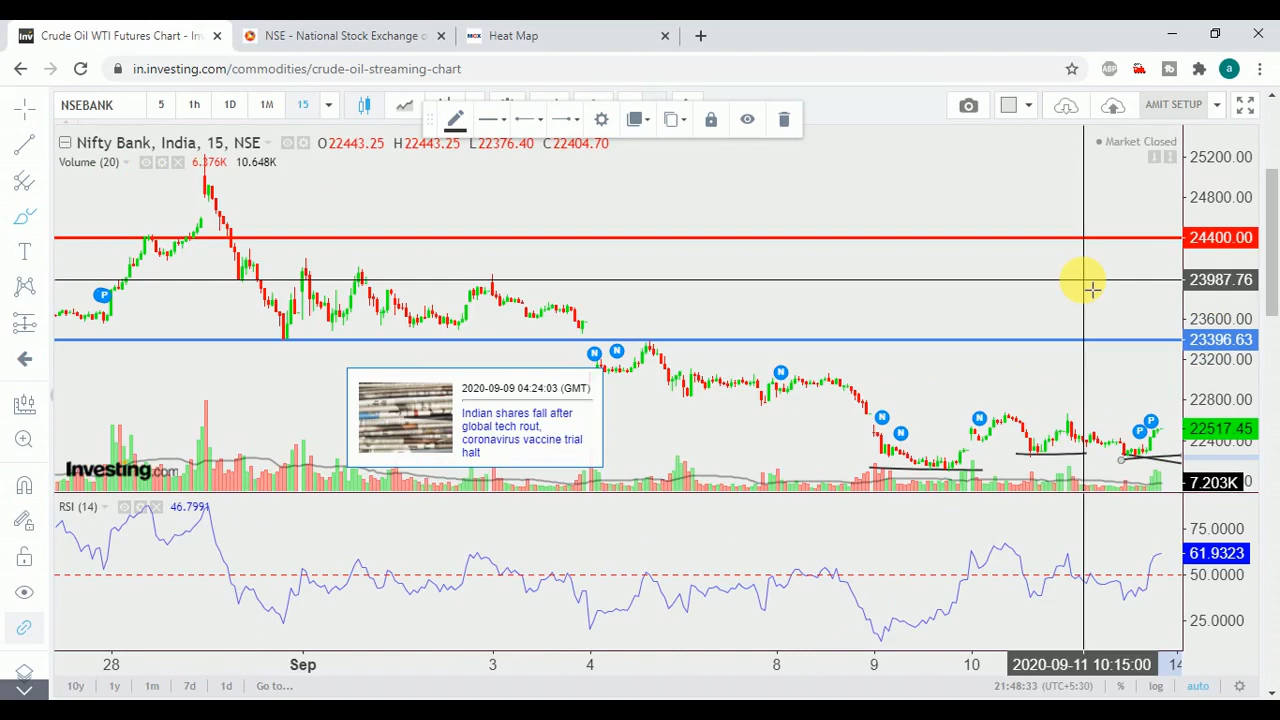 Crude Oil WTI Futures Chart - Inv
NSE - National Stock Exchange o
Heat Map
in.investing.com/commodities/crude-oil-streaming-chart
NSEBANK 5 1h 1D 1M 15 AMIT SETUP
Nifty Bank, India, 15, NSE O22443.25 H22443.25 L22376.40 C22404.70
Market Closed
Volume (20) 6.376K 10.648K
25200.00
24800.00
24400.00
23987.76
23600.00
23396.63
23200.00
22800.00
22517.45
22400.00
7.203K
P
N N N N N N P P
2020-09-09 04:24:03 (GMT)
Indian shares fall after
global tech rout,
coronavirus vaccine trial
halt
Investing.com
RSI (14) 46.7991
75.0000
61.9323
50.0000
25.0000
28 Sep 3 4 8 9 10 2020-09-11 10:15:00 14
10y 1y 1m 7d 1d Go to... 21:48:33 (UTC+5:30) % log auto